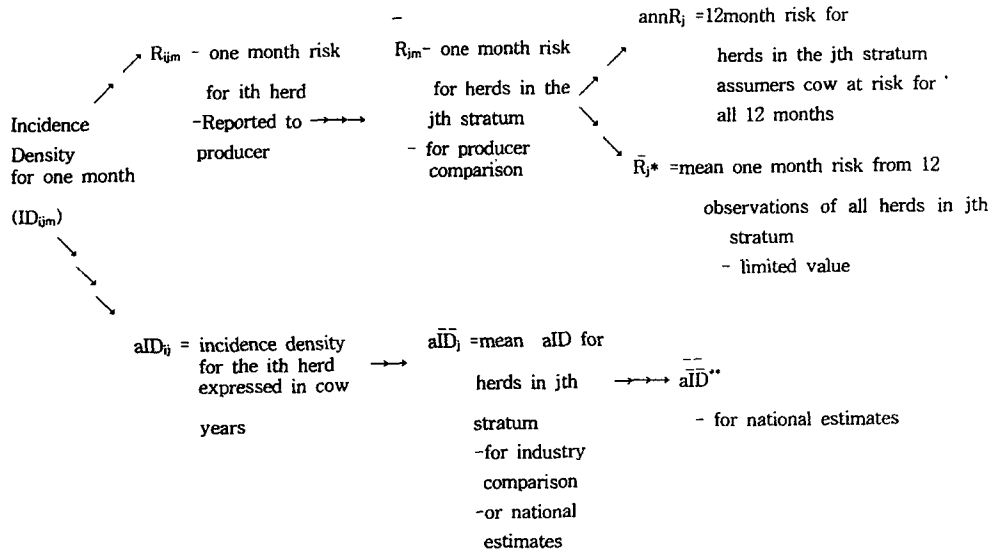 Incidence
Density
for one month
(IDijm)
Rijm - one month risk
for ith herd
-Reported to
producer
R̄jm- one month risk
for herds in the
jth stratum
- for producer
comparison
annRj =12month risk for
herds in the jth stratum
assumers cow at risk for
all 12 months
R̄j* =mean one month risk from 12
observations of all herds in jth
stratum
- limited value
aIDij = incidence density
for the ith herd
expressed in cow
years
aI̅D̅j =mean aID for
herds in jth
stratum
-for industry
comparison
-or national
estimates
aI̿D̿**
- for national estimates